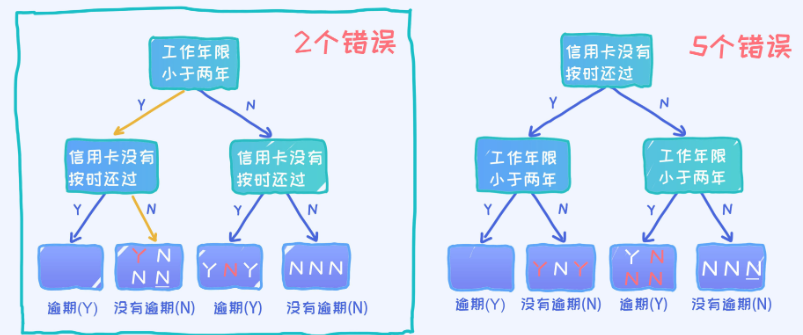 2个错误
工作年限
小于两年
Y
N
信用卡没有
按时还过
信用卡没有
按时还过
Y
N
Y
N
Y N
N N
Y N Y
N N N
逾期(Y)
没有逾期(N)
逾期(Y)
没有逾期(N)
5个错误
信用卡没有
按时还过
Y
N
工作年限
小于两年
工作年限
小于两年
Y
N
Y
N
Y N Y
Y N
N N
N N N
逾期(Y)
没有逾期(N)
逾期(Y)
没有逾期(N)